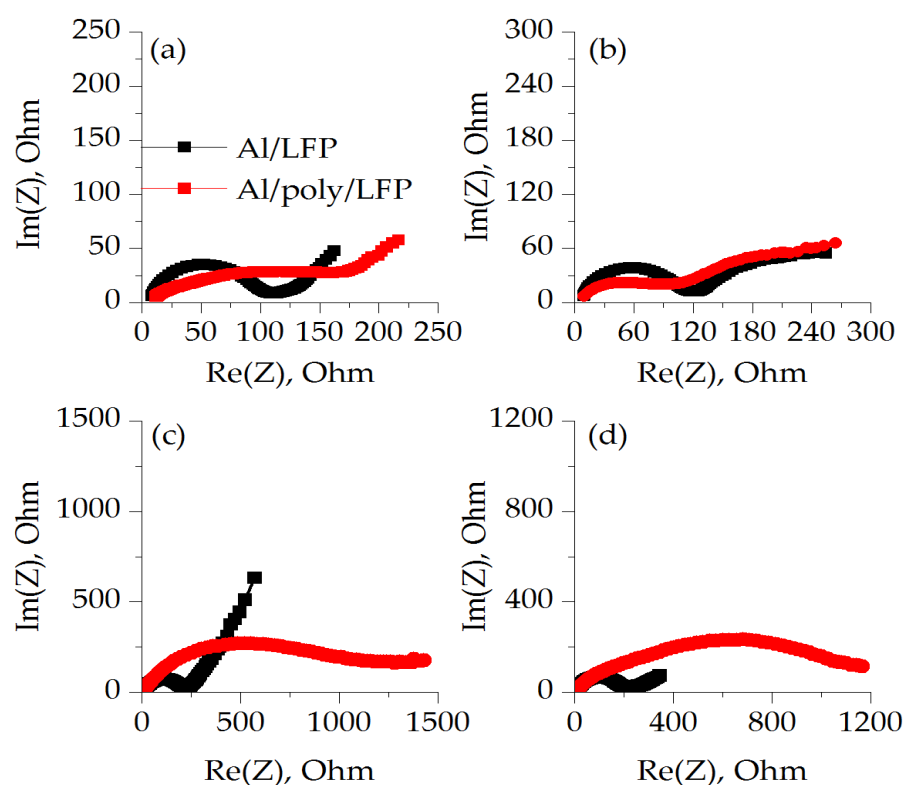 (a)
250
200
150
100
50
0
Im(Z), Ohm
Al/LFP
Al/poly/LFP
0 50 100 150 200 250
Re(Z), Ohm
(b)
300
240
180
120
60
0
Im(Z), Ohm
0 60 120 180 240 300
Re(Z), Ohm
(c)
1500
1000
500
0
Im(Z), Ohm
0 500 1000 1500
Re(Z), Ohm
(d)
1200
800
400
0
Im(Z), Ohm
0 400 800 1200
Re(Z), Ohm